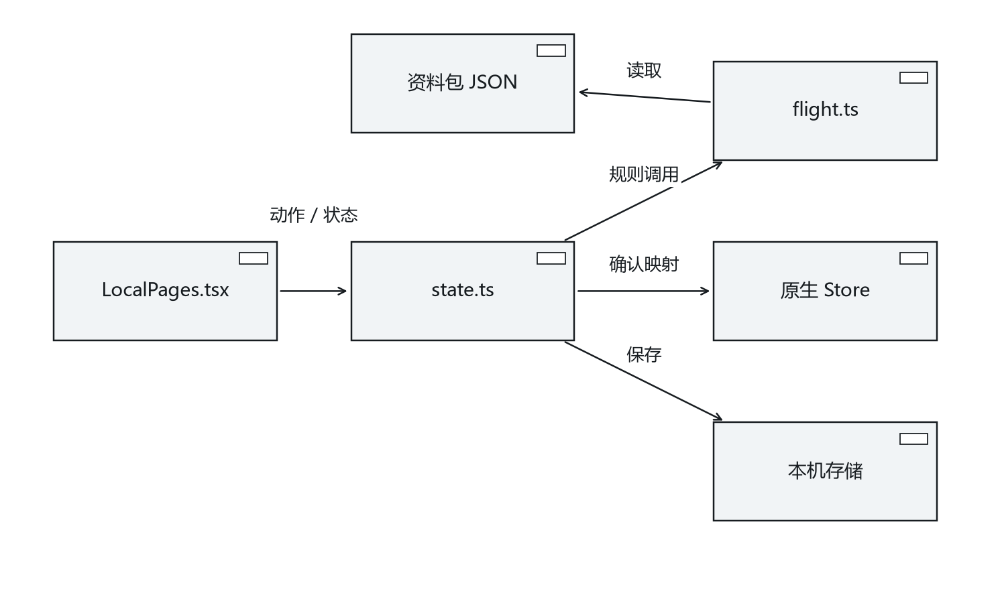 资料包 JSON
读取
flight.ts
规则调用
动作 / 状态
LocalPages.tsx
state.ts
确认映射
原生 Store
保存
本机存储